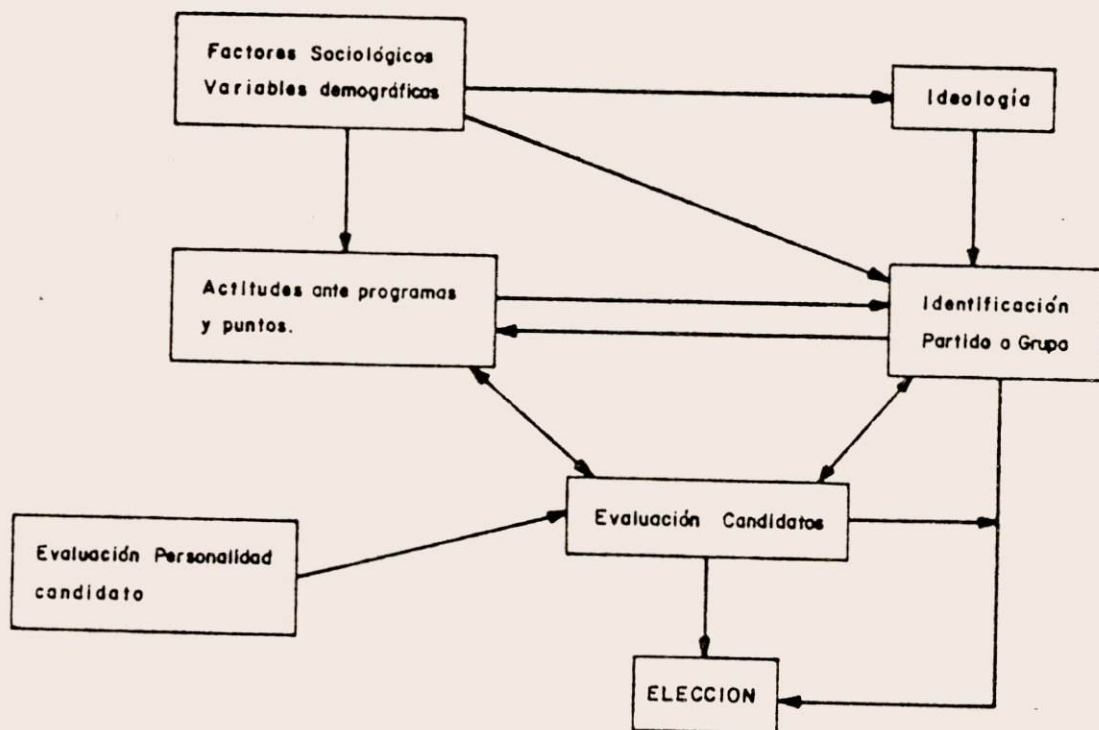 Factores Sociológicos
Variables demográficas
Ideología
Actitudes ante programas
y puntos.
Identificación
Partido o Grupo
Evaluación Candidatos
Evaluación Personalidad
candidato
ELECCION